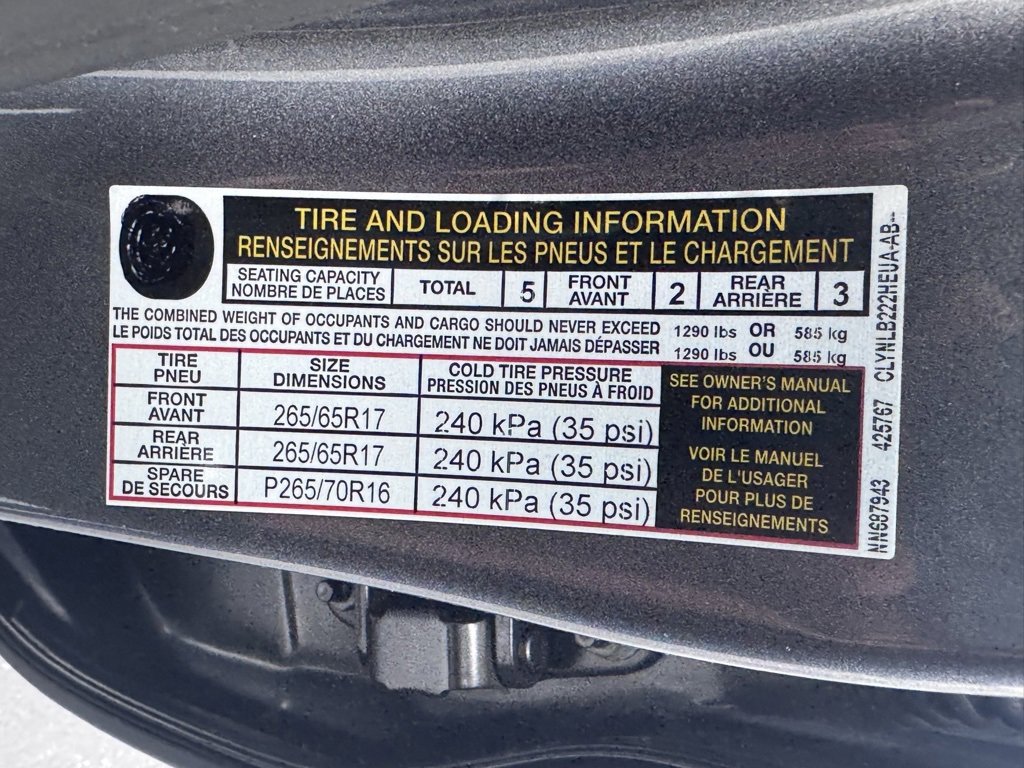 TIRE AND LOADING INFORMATION
RENSEIGNEMENTS SUR LES PNEUS ET LE CHARGEMENT
SEATING CAPACITY
NOMBRE DE PLACES
TOTAL 5
FRONT
AVANT 2
REAR
ARRIÈRE 3
THE COMBINED WEIGHT OF OCCUPANTS AND CARGO SHOULD NEVER EXCEED 1290 lbs OR 585 kg
LE POIDS TOTAL DES OCCUPANTS ET DU CHARGEMENT NE DOIT JAMAIS DÉPASSER 1290 lbs OU 585 kg
TIRE
PNEU
SIZE
DIMENSIONS
COLD TIRE PRESSURE
PRESSION DES PNEUS À FROID
FRONT
AVANT
265/65R17
240 kPa (35 psi)
REAR
ARRIÈRE
265/65R17
240 kPa (35 psi)
SPARE
DE SECOURS
P265/70R16
240 kPa (35 psi)
SEE OWNER'S MANUAL
FOR ADDITIONAL
INFORMATION
VOIR LE MANUEL
DE L'USAGER
POUR PLUS DE
RENSEIGNEMENTS
NN687943 425767 CLYNLB222HEUA-AB--